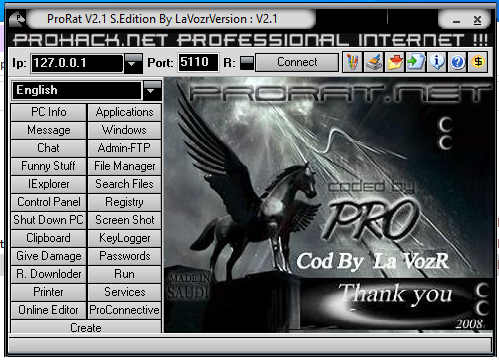 ProRat V2.1 S.Edition By LaVozrVersion : V2.1
PROHACK.NET PROFESSIONAL INTERNET !!!
Ip: 127.0.0.1 Port: 5110 R: Connect
English
PC Info Applications
Message Windows
Chat Admin-FTP
Funny Stuff File Manager
IExplorer Search Files
Control Panel Registry
Shut Down PC Screen Shot
Clipboard KeyLogger
Give Damage Passwords
R. Downloder Run
Printer Services
Online Editor ProConnective
Create
PRORAT.NET
C
C
coded by
PRO
Cod By La VozR
MADE IN
SAUDI
Thank you
C
C
2008